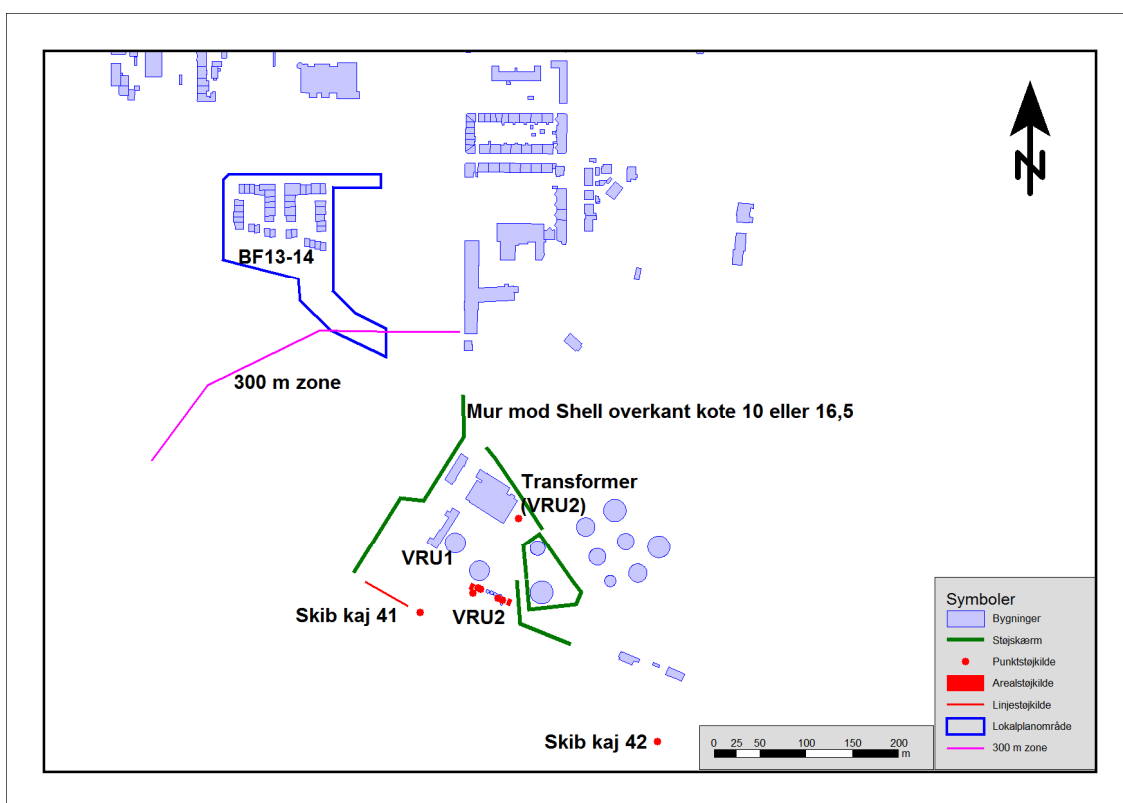 N
BF13-14
300 m zone
Mur mod Shell overkant kote 10 eller 16,5
Transformer
(VRU2)
VRU1
Skib kaj 41
VRU2
Skib kaj 42
0 25 50 100 150 200
m
Symboler
Bygninger
Støjskærm
Punktstøjkilde
Arealstøjkilde
Linjestøjkilde
Lokalplanområde
300 m zone